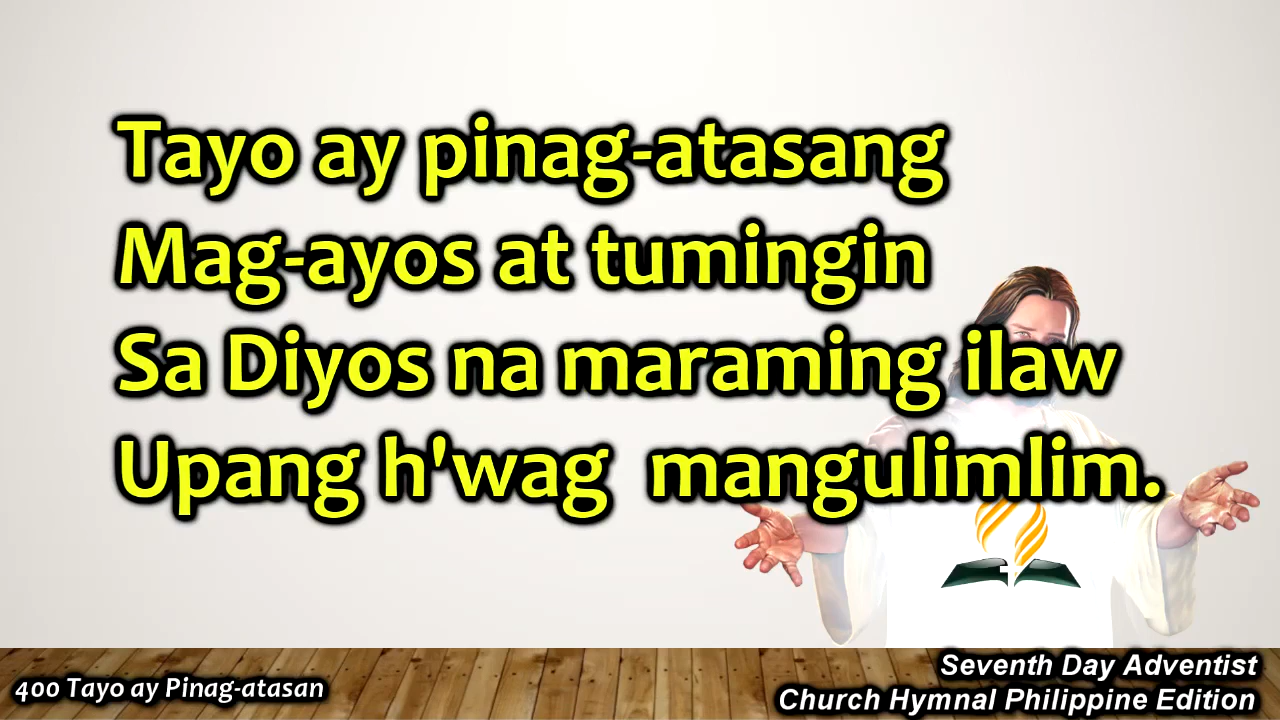 Tayo ay pinag-atasang
Mag-ayos at tumingin
Sa Diyos na maraming ilaw
Upang h'wag mangulimlim.
400 Tayo ay Pinag-atasan
Seventh Day Adventist
Church Hymnal Philippine Edition